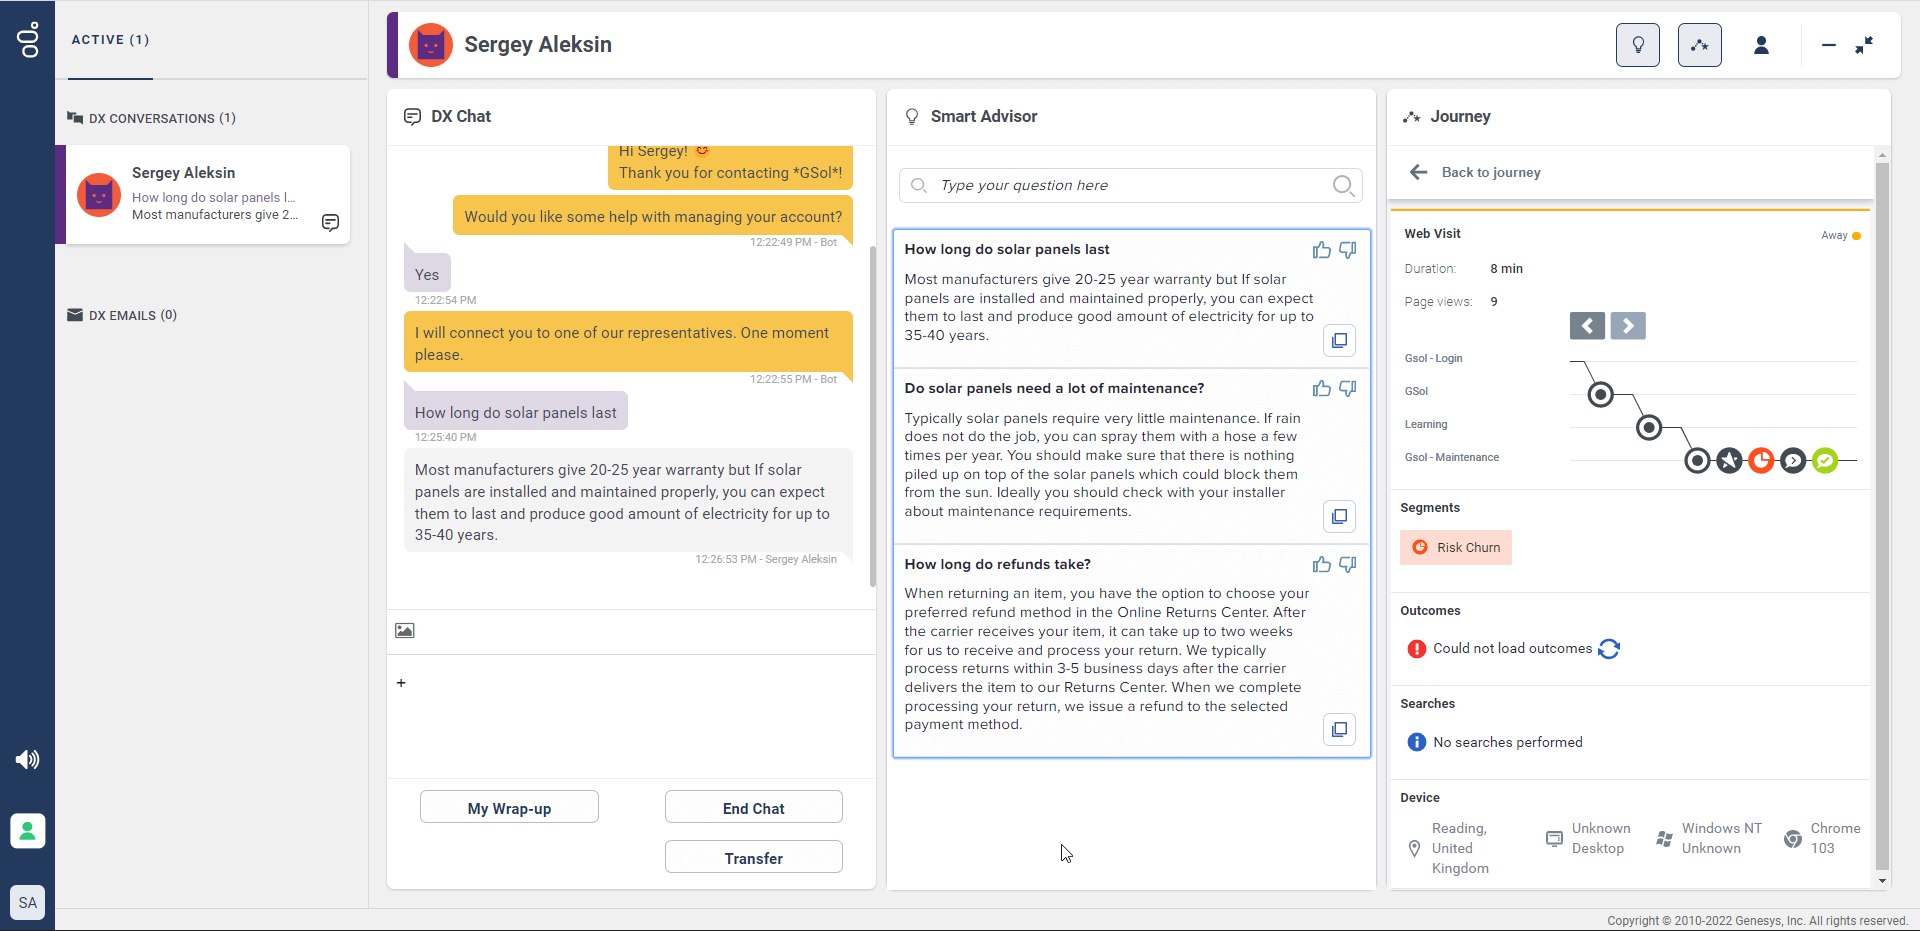 ACTIVE (1)
DX CONVERSATIONS (1)
Sergey Aleksin
How long do solar panels l...
Most manufacturers give 2...
DX EMAILS (0)
SA
Sergey Aleksin
DX Chat
Hi Sergey! 😊
Thank you for contacting *GSol*!
Would you like some help with managing your account?
12:22:49 PM - Bot
Yes
12:22:54 PM
I will connect you to one of our representatives. One moment
please.
12:22:55 PM - Bot
How long do solar panels last
12:25:40 PM
Most manufacturers give 20-25 year warranty but If solar
panels are installed and maintained properly, you can expect
them to last and produce good amount of electricity for up to
35-40 years.
12:26:53 PM - Sergey Aleksin
+
My Wrap-up
End Chat
Transfer
Smart Advisor
Type your question here
How long do solar panels last
Most manufacturers give 20-25 year warranty but If solar
panels are installed and maintained properly, you can expect
them to last and produce good amount of electricity for up to
35-40 years.
Do solar panels need a lot of maintenance?
Typically solar panels require very little maintenance. If rain
does not do the job, you can spray them with a hose a few
times per year. You should make sure that there is nothing
piled up on top of the solar panels which could block them
from the sun. Ideally you should check with your installer
about maintenance requirements.
How long do refunds take?
When returning an item, you have the option to choose your
preferred refund method in the Online Returns Center. After
the carrier receives your item, it can take up to two weeks
for us to receive and process your return. We typically
process returns within 3-5 business days after the carrier
delivers the item to our Returns Center. When we complete
processing your return, we issue a refund to the selected
payment method.
Journey
Back to journey
Web Visit
Away
Duration: 8 min
Page views: 9
Gsol - Login
GSol
Learning
Gsol - Maintenance
Segments
Risk Churn
Outcomes
Could not load outcomes
Searches
No searches performed
Device
Reading,
United
Kingdom
Unknown
Desktop
Windows NT
Unknown
Chrome
103
Copyright © 2010-2022 Genesys, Inc. All rights reserved.